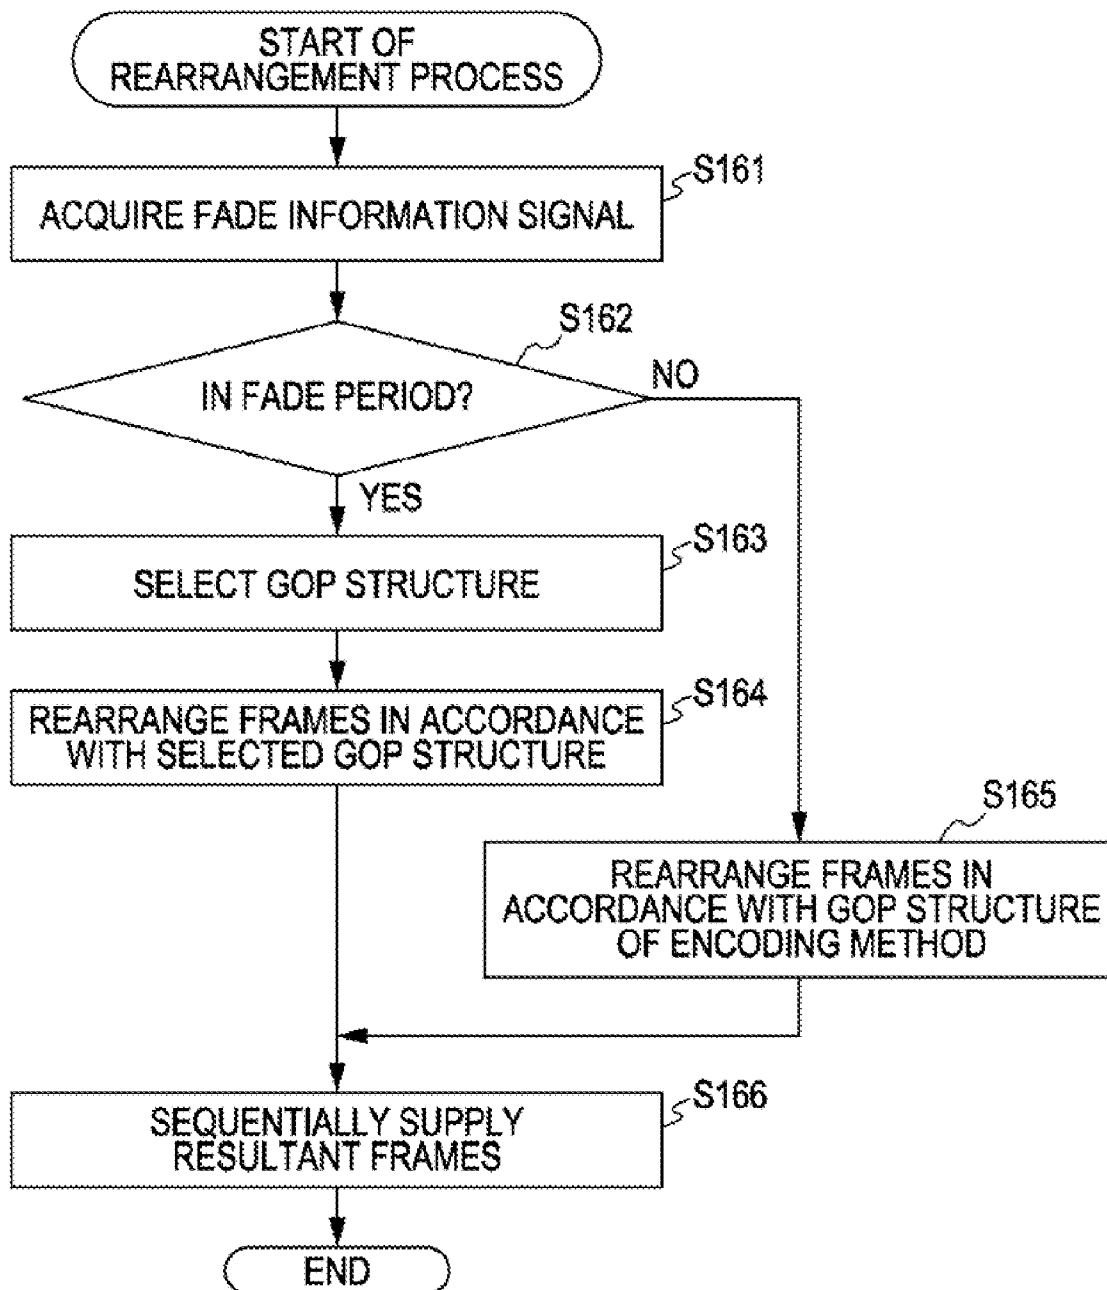 START OF
REARRANGEMENT PROCESS
S161
ACQUIRE FADE INFORMATION SIGNAL
S162
IN FADE PERIOD?
NO
YES
S163
SELECT GOP STRUCTURE
S164
REARRANGE FRAMES IN ACCORDANCE
WITH SELECTED GOP STRUCTURE
S165
REARRANGE FRAMES IN
ACCORDANCE WITH GOP STRUCTURE
OF ENCODING METHOD
S166
SEQUENTIALLY SUPPLY
RESULTANT FRAMES
END